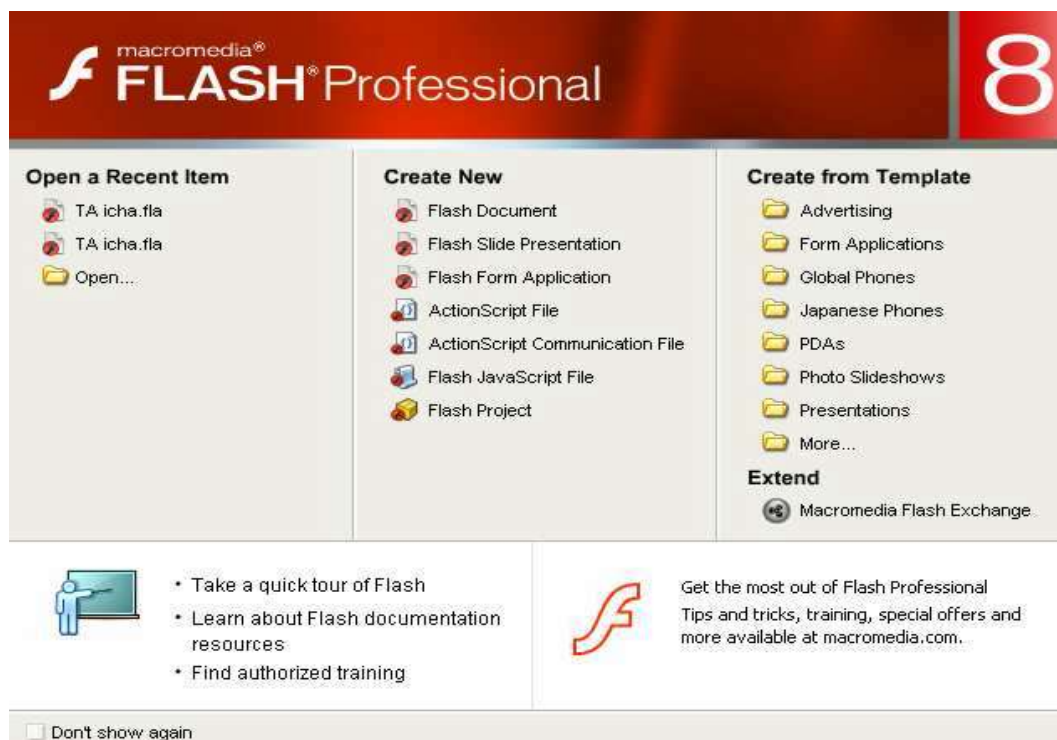 macromedia®
FLASH® Professional
8
Open a Recent Item
TA icha.fla
TA icha.fla
Open...
Create New
Flash Document
Flash Slide Presentation
Flash Form Application
ActionScript File
ActionScript Communication File
Flash JavaScript File
Flash Project
Create from Template
Advertising
Form Applications
Global Phones
Japanese Phones
PDAs
Photo Slideshows
Presentations
More...
Extend
Macromedia Flash Exchange
• Take a quick tour of Flash
• Learn about Flash documentation
resources
• Find authorized training
Get the most out of Flash Professional
Tips and tricks, training, special offers and
more available at macromedia.com.
Don't show again